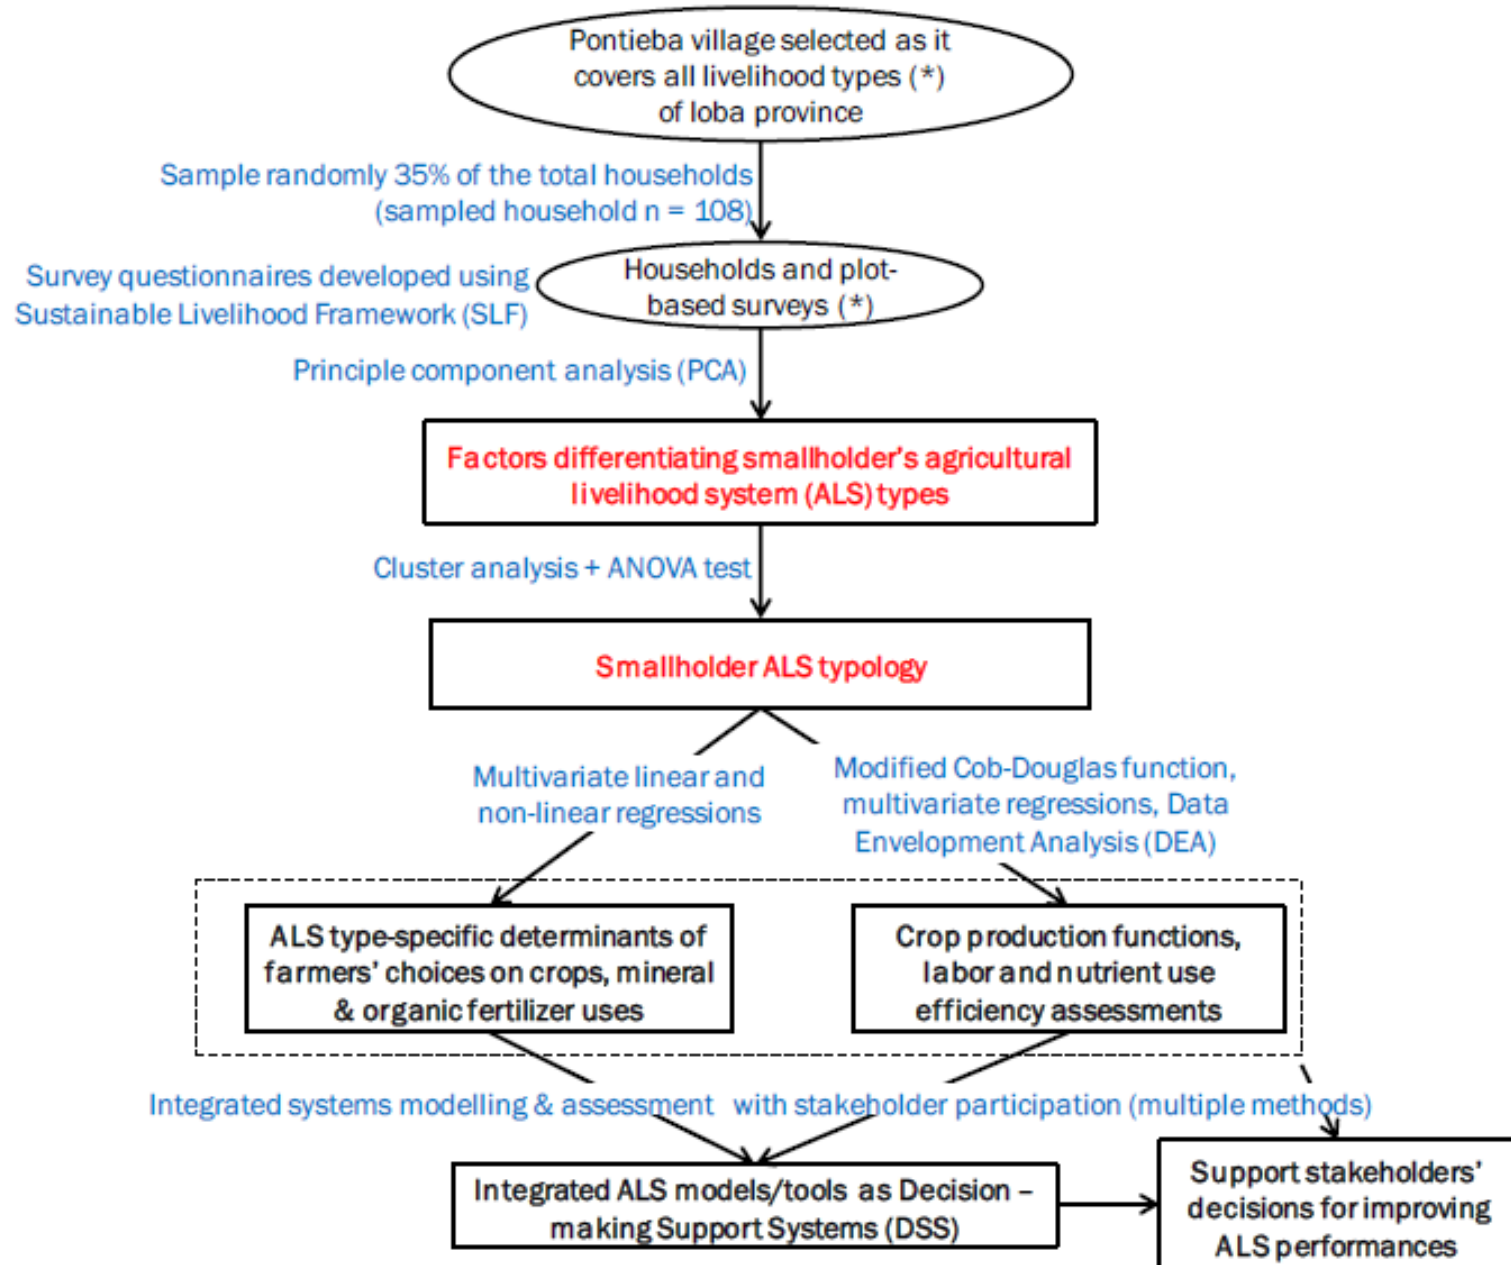 Pontieba village selected as it
covers all livelihood types (*)
of Ioba province
Sample randomly 35% of the total households
(sampled household n = 108)
Survey questionnaires developed using
Sustainable Livelihood Framework (SLF)
Households and plot-
based surveys (*)
Principle component analysis (PCA)
Factors differentiating smallholder's agricultural
livelihood system (ALS) types
Cluster analysis + ANOVA test
Smallholder ALS typology
Multivariate linear and
non-linear regressions
Modified Cob-Douglas function,
multivariate regressions, Data
Envelopment Analysis (DEA)
ALS type-specific determinants of
farmers' choices on crops, mineral
& organic fertilizer uses
Crop production functions,
labor and nutrient use
efficiency assessments
Integrated systems modelling & assessment with stakeholder participation (multiple methods)
Integrated ALS models/tools as Decision –
making Support Systems (DSS)
Support stakeholders'
decisions for improving
ALS performances